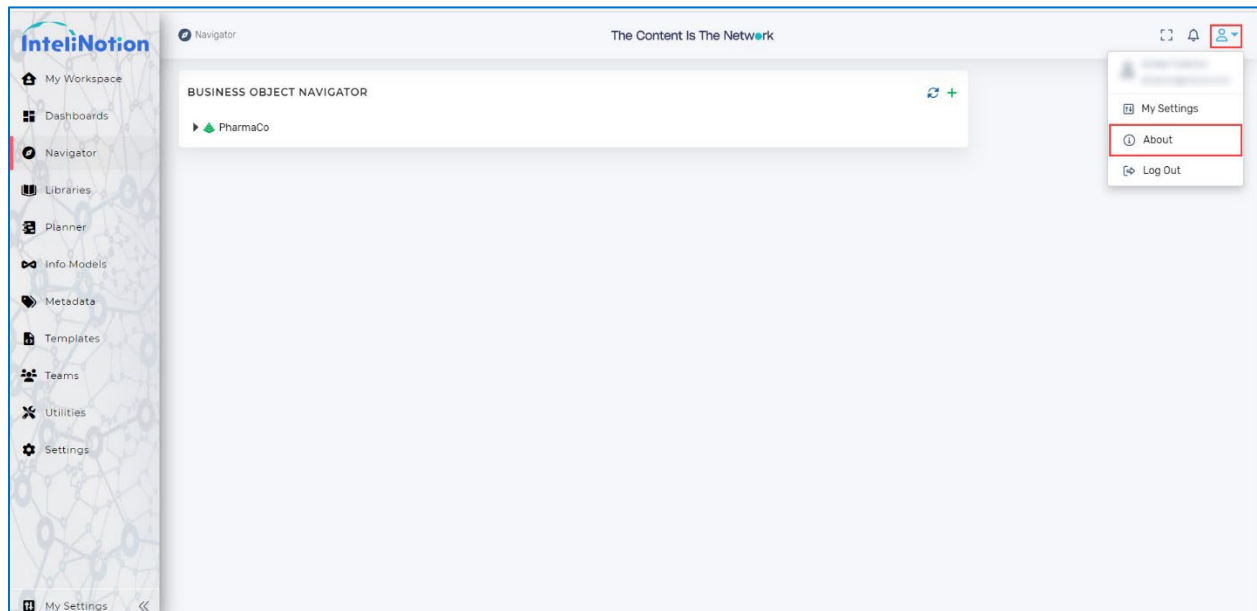 InteliNotion
Navigator
The Content Is The Network
My Workspace
Dashboards
Navigator
Libraries
Planner
Info Models
Metadata
Templates
Teams
Utilities
Settings
My Settings
BUSINESS OBJECT NAVIGATOR
PharmaCo
My Settings
About
Log Out